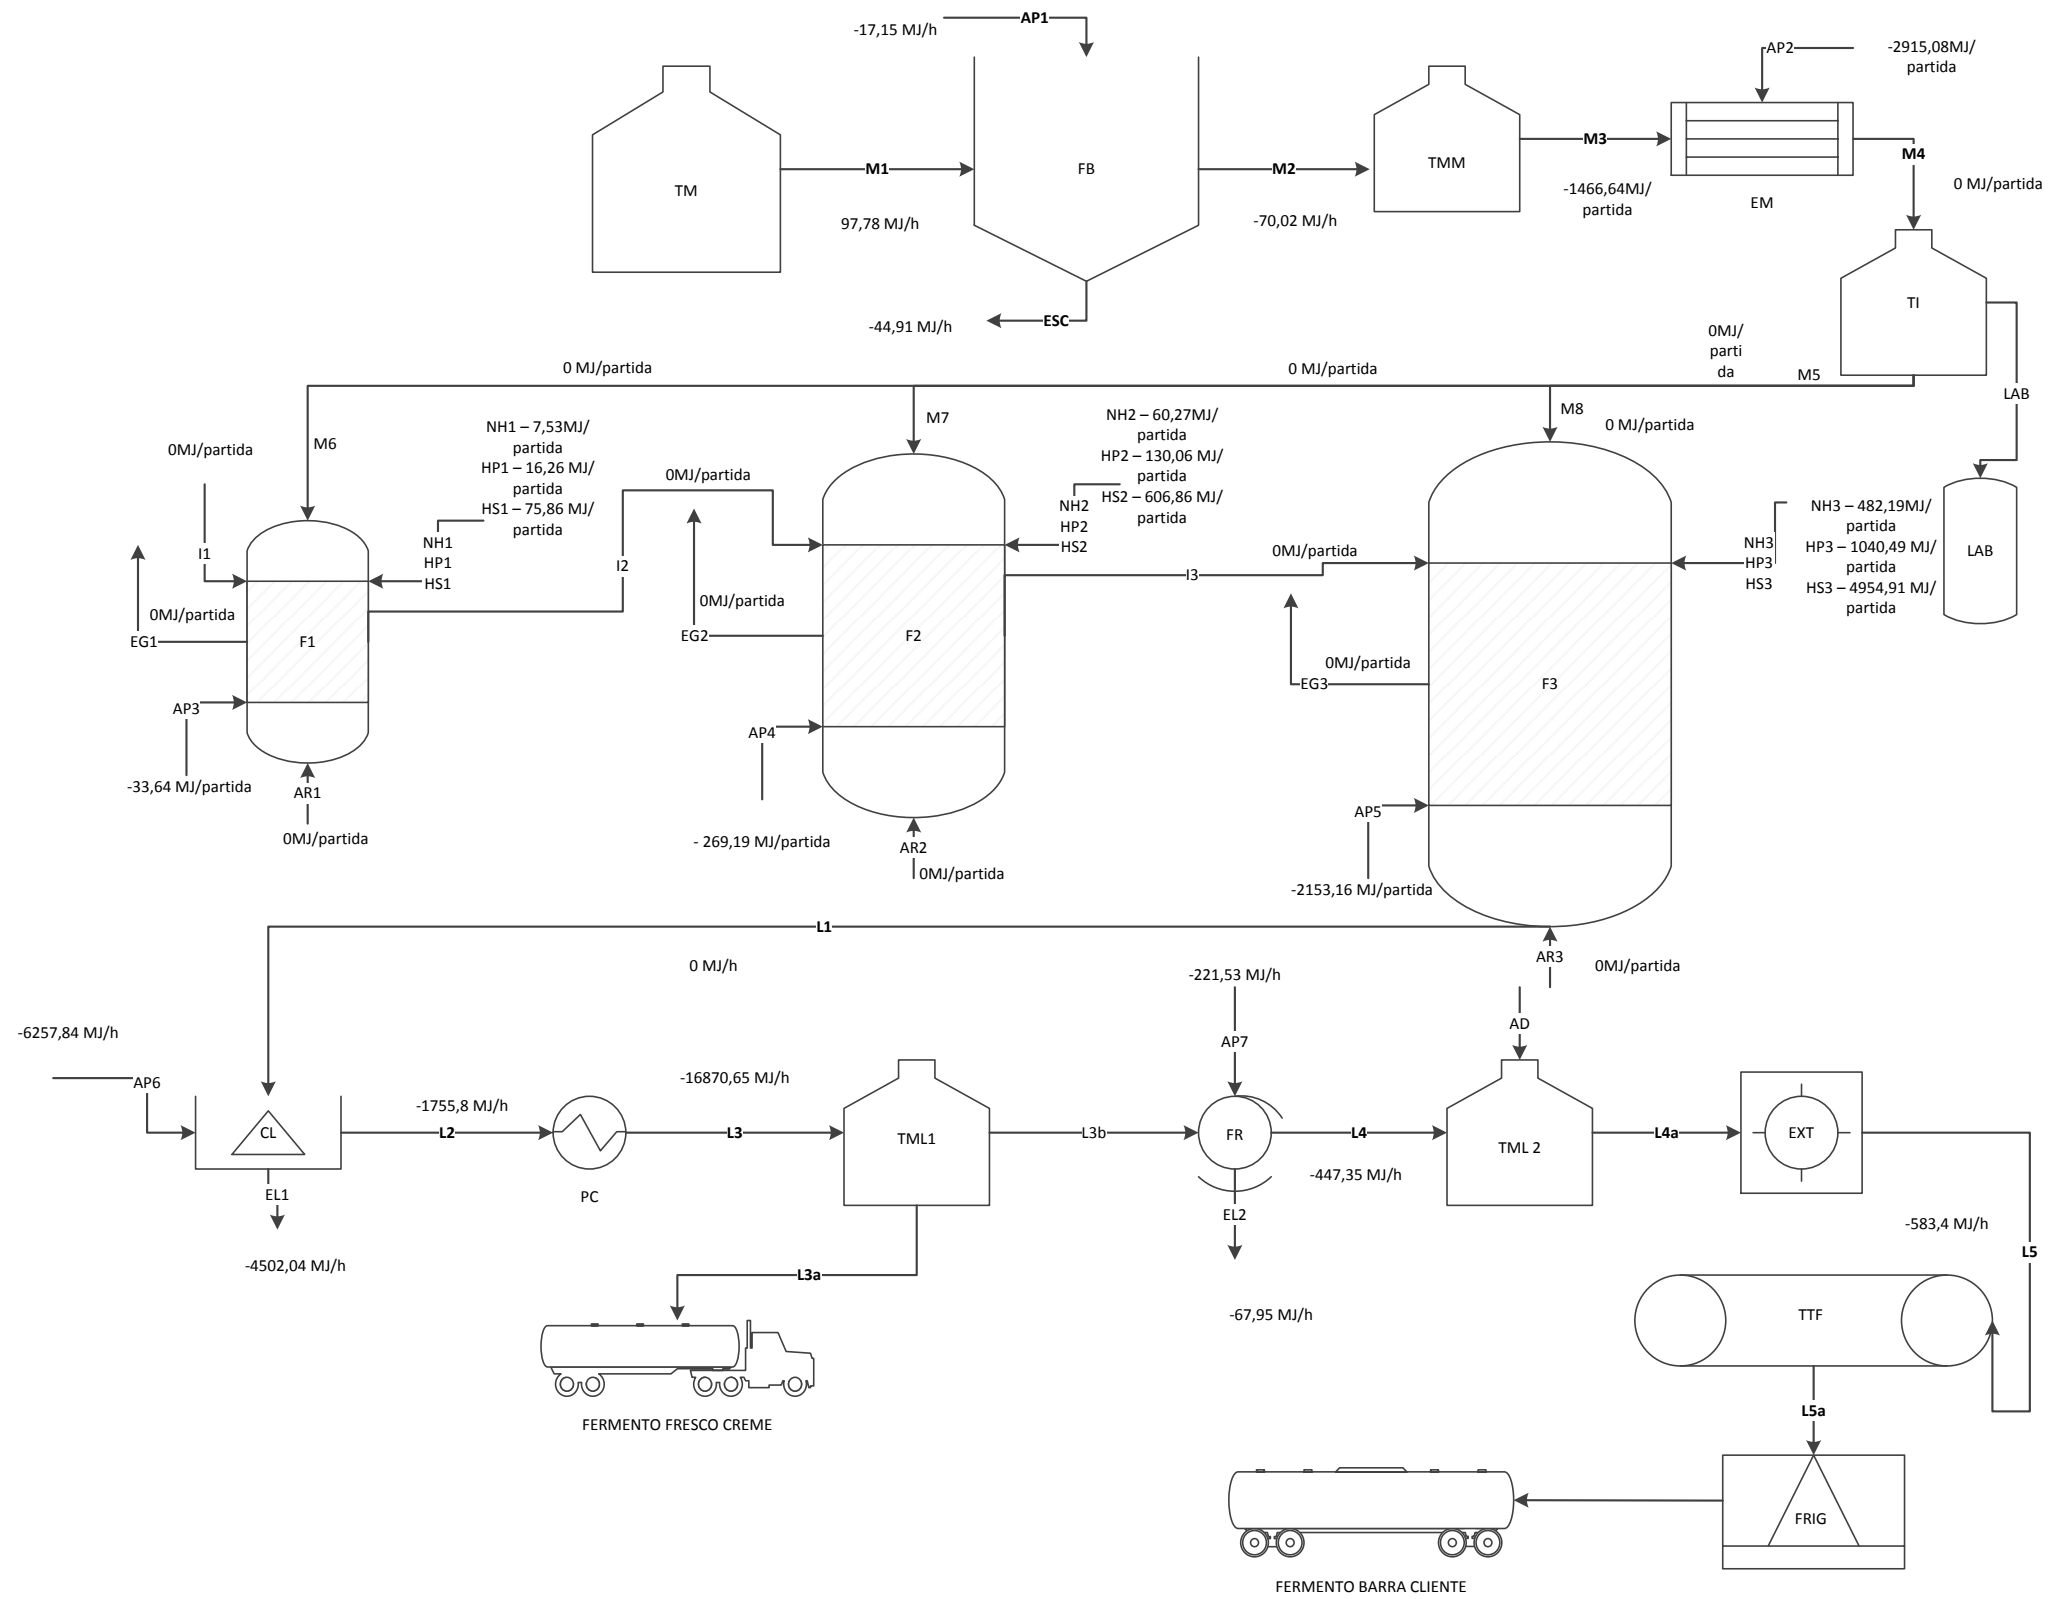 AP1
-17,15 MJ/h
AP2
-2915,08MJ/
partida
TM
M1
97,78 MJ/h
FB
M2
-70,02 MJ/h
TMM
M3
-1466,64MJ/
partida
EM
M4
0 MJ/partida
ESC
-44,91 MJ/h
TI
LAB
LAB
0MJ/
parti
da
M5
0 MJ/partida
0 MJ/partida
M6
M7
M8
0 MJ/partida
0MJ/partida
I1
NH1 – 7,53MJ/
partida
HP1 – 16,26 MJ/
partida
HS1 – 75,86 MJ/
partida
NH1
HP1
HS1
0MJ/partida
EG1
F1
AP3
-33,64 MJ/partida
AR1
0MJ/partida
I2
0MJ/partida
NH2 – 60,27MJ/
partida
HP2 – 130,06 MJ/
partida
HS2 – 606,86 MJ/
partida
NH2
HP2
HS2
0MJ/partida
EG2
F2
AP4
- 269,19 MJ/partida
AR2
0MJ/partida
I3
0MJ/partida
NH3 – 482,19MJ/
partida
HP3 – 1040,49 MJ/
partida
HS3 – 4954,91 MJ/
partida
NH3
HP3
HS3
0MJ/partida
EG3
F3
AP5
-2153,16 MJ/partida
AR3
0MJ/partida
L1
0 MJ/h
-6257,84 MJ/h
AP6
CL
EL1
-4502,04 MJ/h
-1755,8 MJ/h
L2
PC
-16870,65 MJ/h
L3
TML1
L3a
FERMENTO FRESCO CREME
L3b
-221,53 MJ/h
AP7
FR
EL2
-67,95 MJ/h
L4
-447,35 MJ/h
AD
TML 2
L4a
EXT
-583,4 MJ/h
L5
TTF
L5a
FRIG
FERMENTO BARRA CLIENTE